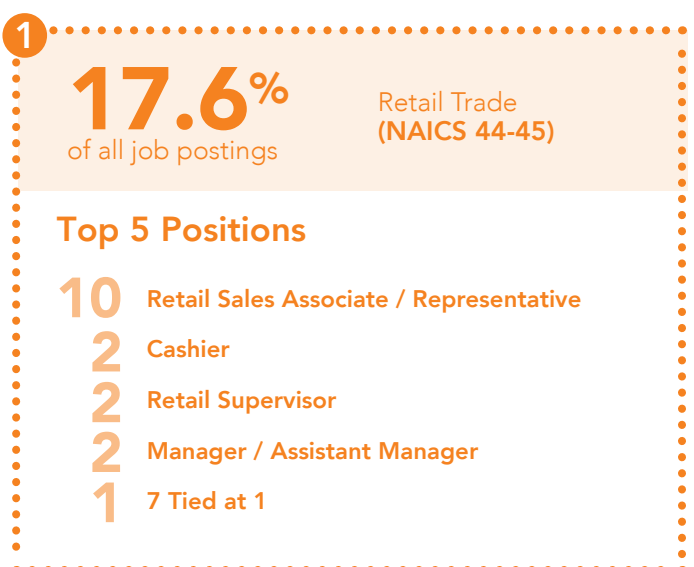 1
17.6%
of all job postings
Retail Trade
(NAICS 44-45)
Top 5 Positions
10 Retail Sales Associate / Representative
2 Cashier
2 Retail Supervisor
2 Manager / Assistant Manager
1 7 Tied at 1